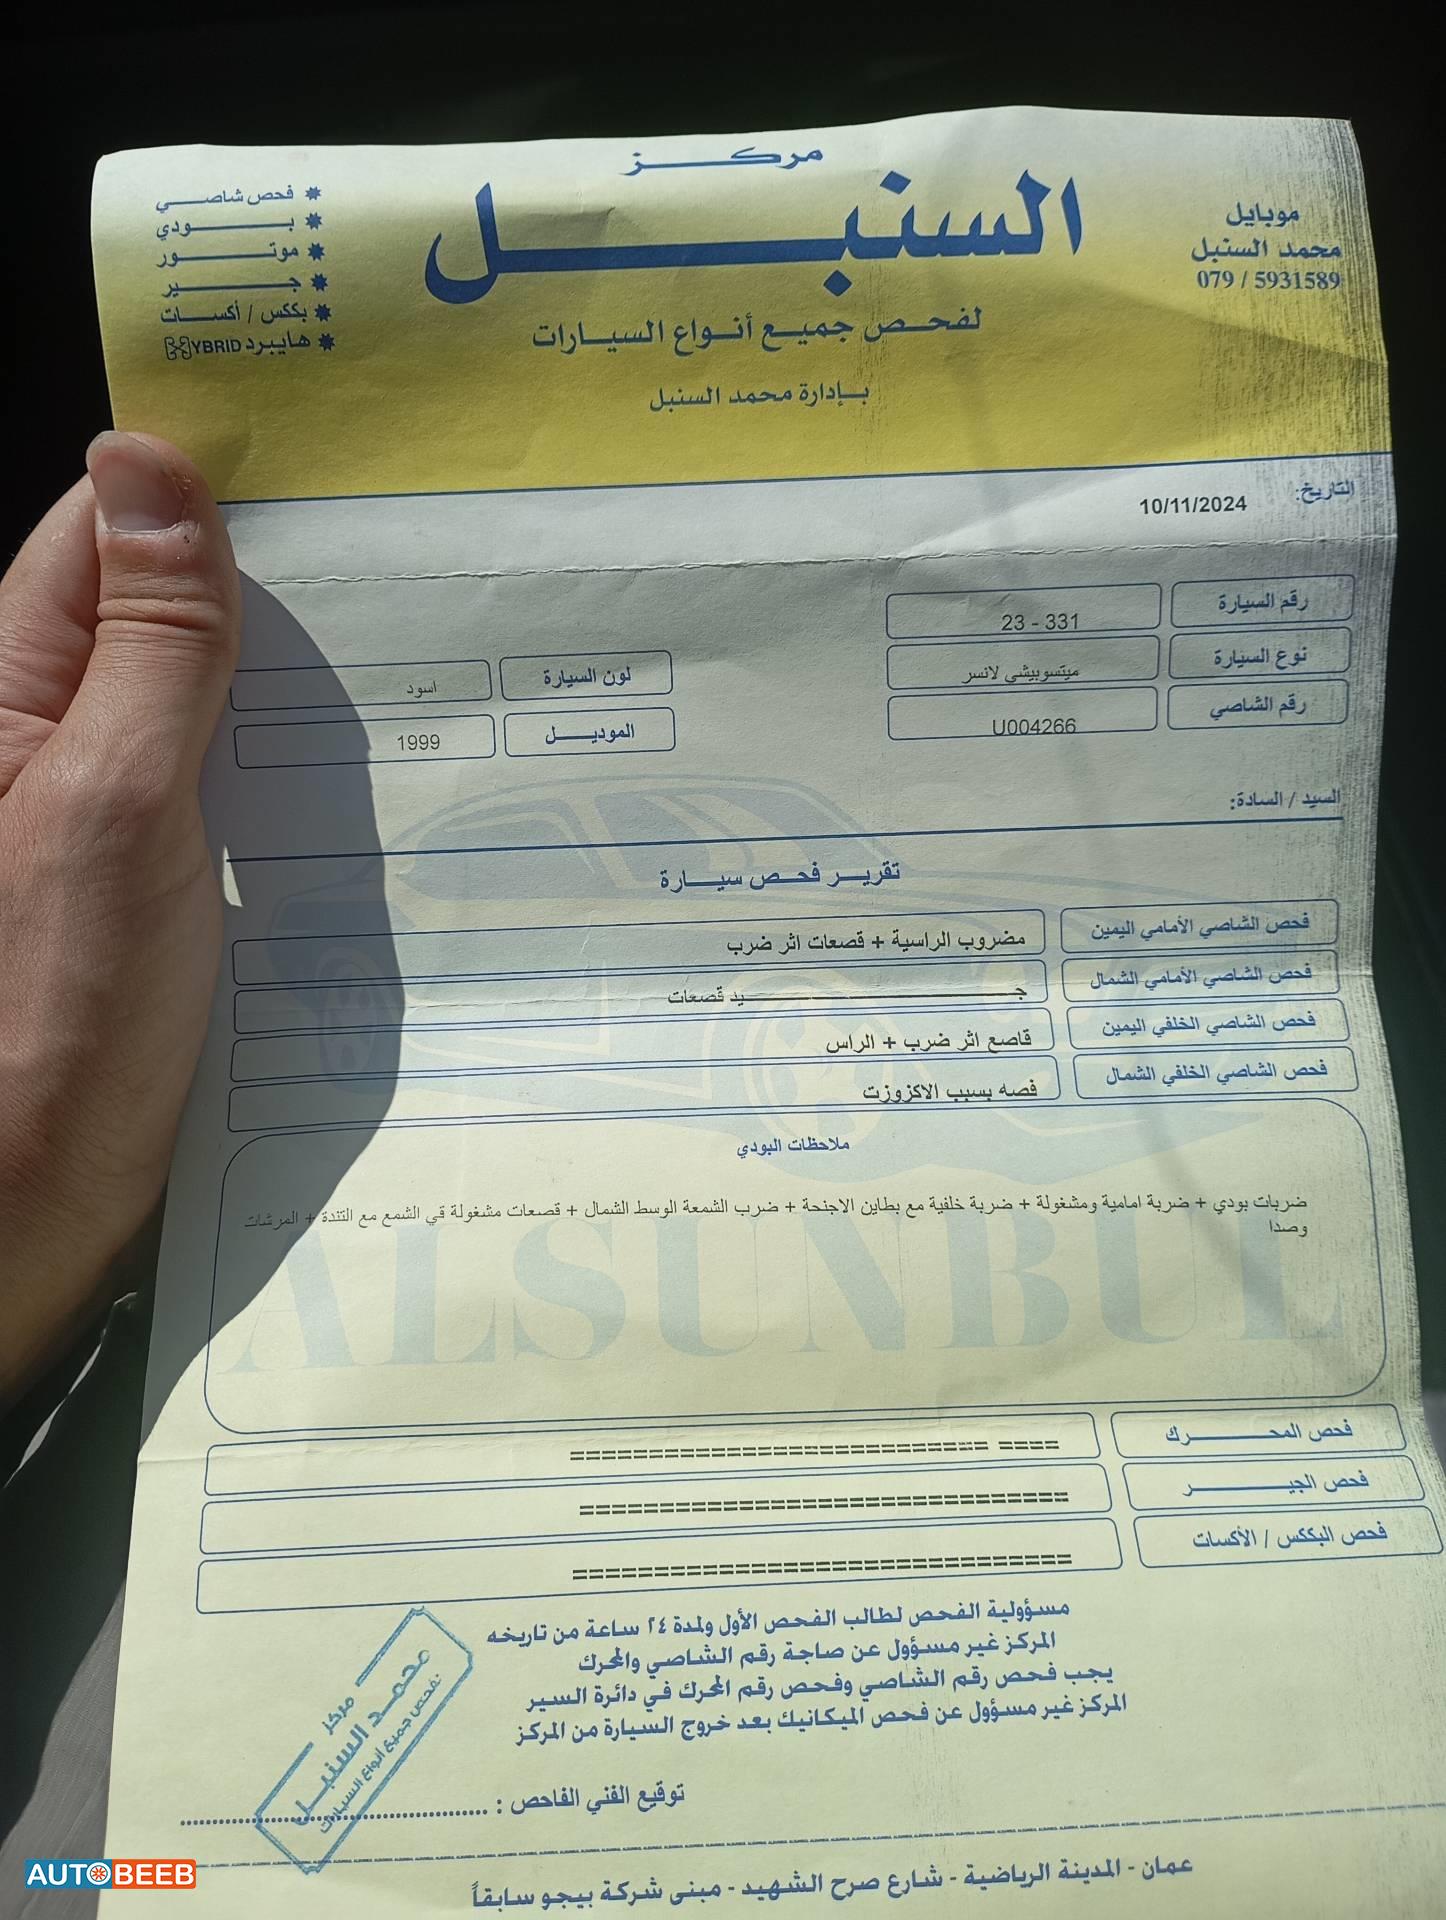 مركز
السنبل
لفحص جميع أنواع السيارات
بإدارة محمد السنبل
موبايل
محمد السنبل
079 / 5931589
فحص شاصي
بودي
موتور
جير
بككس / أكسات
هايبرد HYBRID
التاريخ: 10/11/2024
رقم السيارة 23 - 331
نوع السيارة ميتسوبيشي لانسر
رقم الشاصي U004266
لون السيارة اسود
الموديل 1999
السيد / السادة:
تقرير فحص سيارة
فحص الشاصي الأمامي اليمين مضروب الراسية + قصعات اثر ضرب
فحص الشاصي الأمامي الشمال جيد قصعات
فحص الشاصي الخلفي اليمين قاصع اثر ضرب + الراس
فحص الشاصي الخلفي الشمال فصه بسبب الاكزوزت
ملاحظات البودي
ضربات بودي + ضربة امامية ومشغولة + ضربة خلفية مع بطاين الاجنحة + ضرب الشمعة الوسط الشمال + قصعات مشغولة في الشمع مع التندة + المرشات
وصدا
ALSUNBUL
فحص المحرك ==== =========================
فحص الجير ==============================
فحص البككس / الأكسات ==============================
مسؤولية الفحص لطالب الفحص الأول ولمدة ٢٤ ساعة من تاريخه
المركز غير مسؤول عن صاجة رقم الشاصي والمحرك
يجب فحص رقم الشاصي وفحص رقم المحرك في دائرة السير
المركز غير مسؤول عن فحص الميكانيك بعد خروج السيارة من المركز
توقيع الفني الفاحص : ................................................
مركز
محمد السنبل
لفحص جميع انواع السيارات
عمان - المدينة الرياضية - شارع صرح الشهيد - مبنى شركة بيجو سابقاً
AUTOBEEB